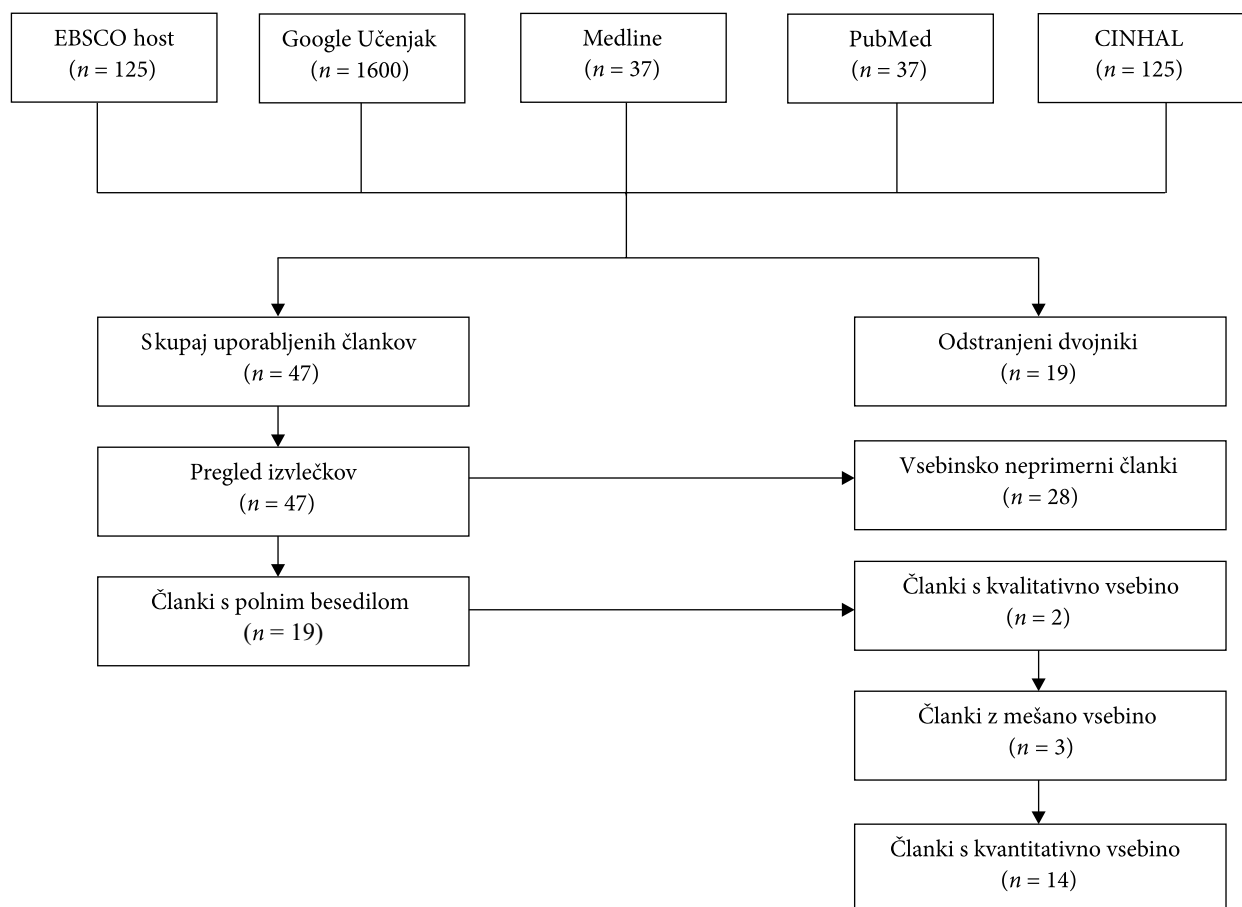 EBSCO host
(n = 125)
Google Učenjak
(n = 1600)
Medline
(n = 37)
PubMed
(n = 37)
CINHAL
(n = 125)
Skupaj uporabljenih člankov
(n = 47)
Odstranjeni dvojniki
(n = 19)
Pregled izvlečkov
(n = 47)
Vsebinsko neprimerni članki
(n = 28)
Članki s polnim besedilom
(n = 19)
Članki s kvalitativno vsebino
(n = 2)
Članki z mešano vsebino
(n = 3)
Članki s kvantitativno vsebino
(n = 14)